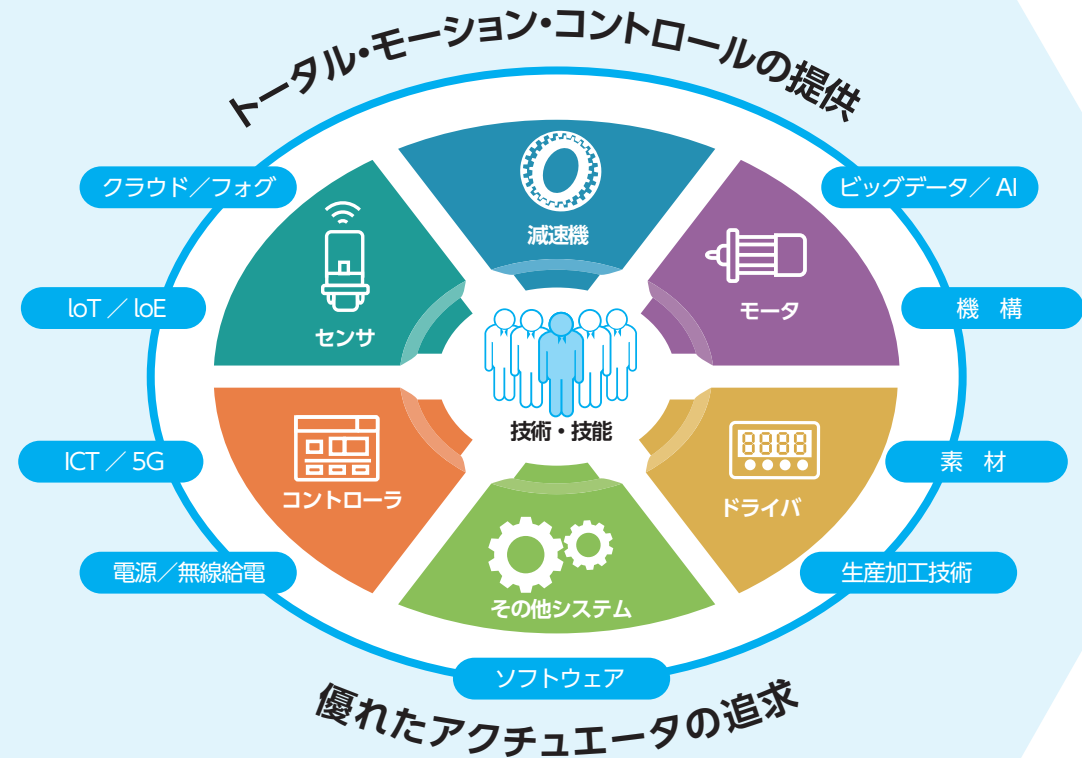 トータル・モーション・コントロールの提供
クラウド／フォグ
ビッグデータ／AI
減速機
センサ
モータ
IoT／IoE
機　構
技術・技能
ICT／5G
素　材
コントローラ
ドライバ
電源／無線給電
生産加工技術
その他システム
ソフトウェア
優れたアクチュエータの追求
8888